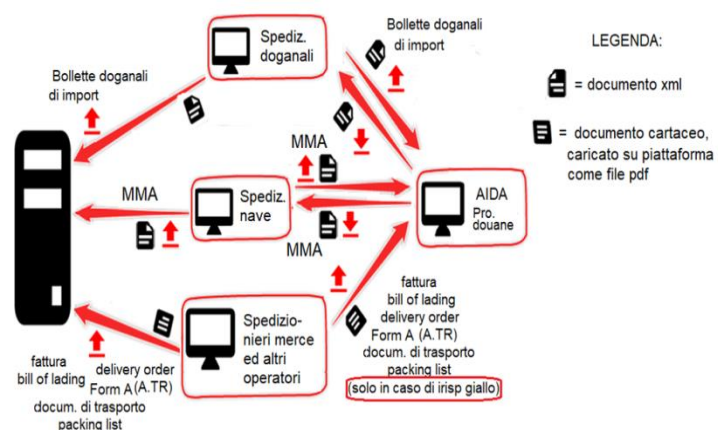 Spediz.
doganali
Bollette doganali
di import
Bollette doganali
di import
LEGENDA:
= documento xml
= documento cartaceo,
caricato su piattaforma
come file pdf
MMA
MMA
Spediz.
nave
MMA
AIDA
Pro.
douane
Spedizio-
nieri merce
ed altri
operatori
fattura
bill of lading
delivery order
Form A (A.TR)
docum. di trasporto
packing list
(solo in caso di irisp giallo)
fattura
bill of lading
delivery order
Form A (A.TR)
docum. di trasporto
packing list